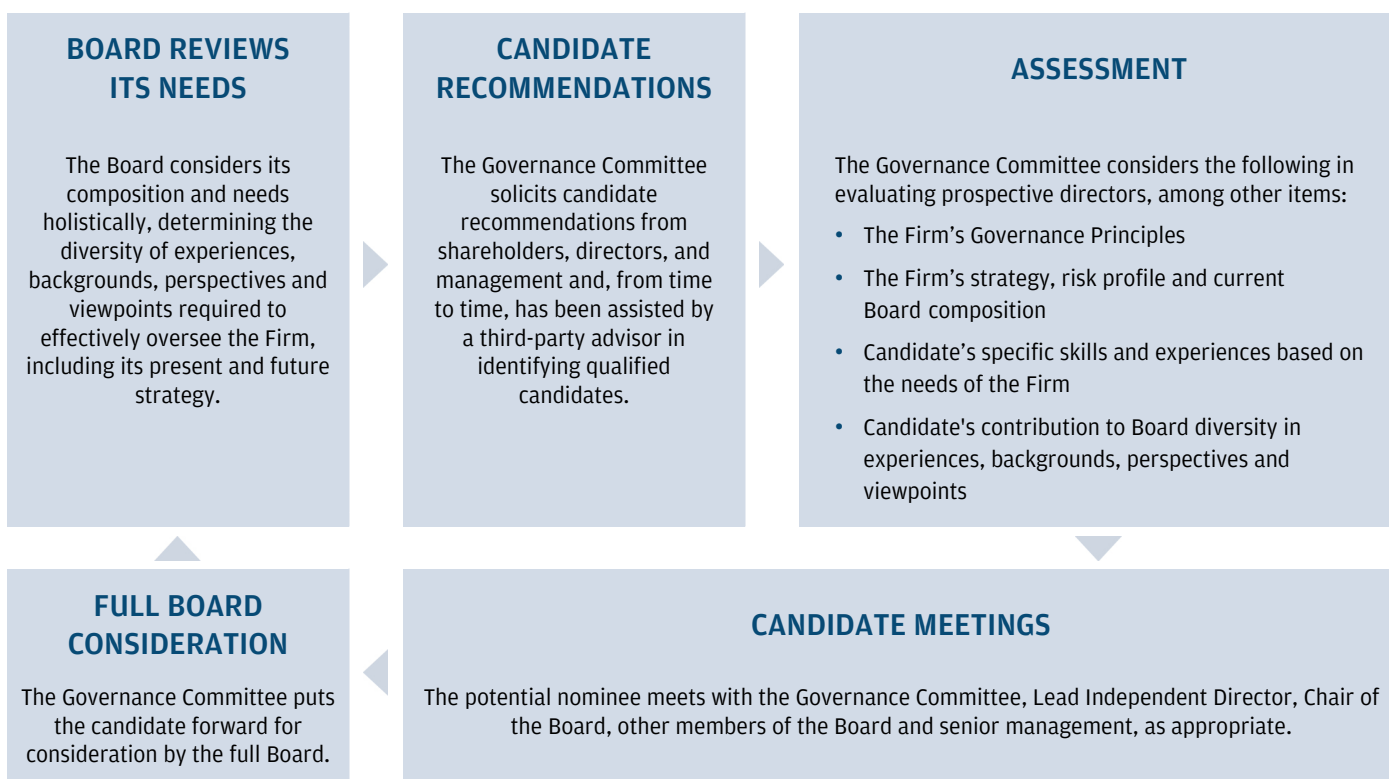 BOARD REVIEWS
ITS NEEDS
The Board considers its
composition and needs
holistically, determining the
diversity of experiences,
backgrounds, perspectives and
viewpoints required to
effectively oversee the Firm,
including its present and future
strategy.
CANDIDATE
RECOMMENDATIONS
The Governance Committee
solicits candidate
recommendations from
shareholders, directors, and
management and, from time
to time, has been assisted by
a third-party advisor in
identifying qualified
candidates.
ASSESSMENT
The Governance Committee considers the following in
evaluating prospective directors, among other items:
• The Firm’s Governance Principles
• The Firm’s strategy, risk profile and current
Board composition
• Candidate’s specific skills and experiences based on
the needs of the Firm
• Candidate's contribution to Board diversity in
experiences, backgrounds, perspectives and
viewpoints
CANDIDATE MEETINGS
The potential nominee meets with the Governance Committee, Lead Independent Director, Chair of
the Board, other members of the Board and senior management, as appropriate.
FULL BOARD
CONSIDERATION
The Governance Committee puts
the candidate forward for
consideration by the full Board.